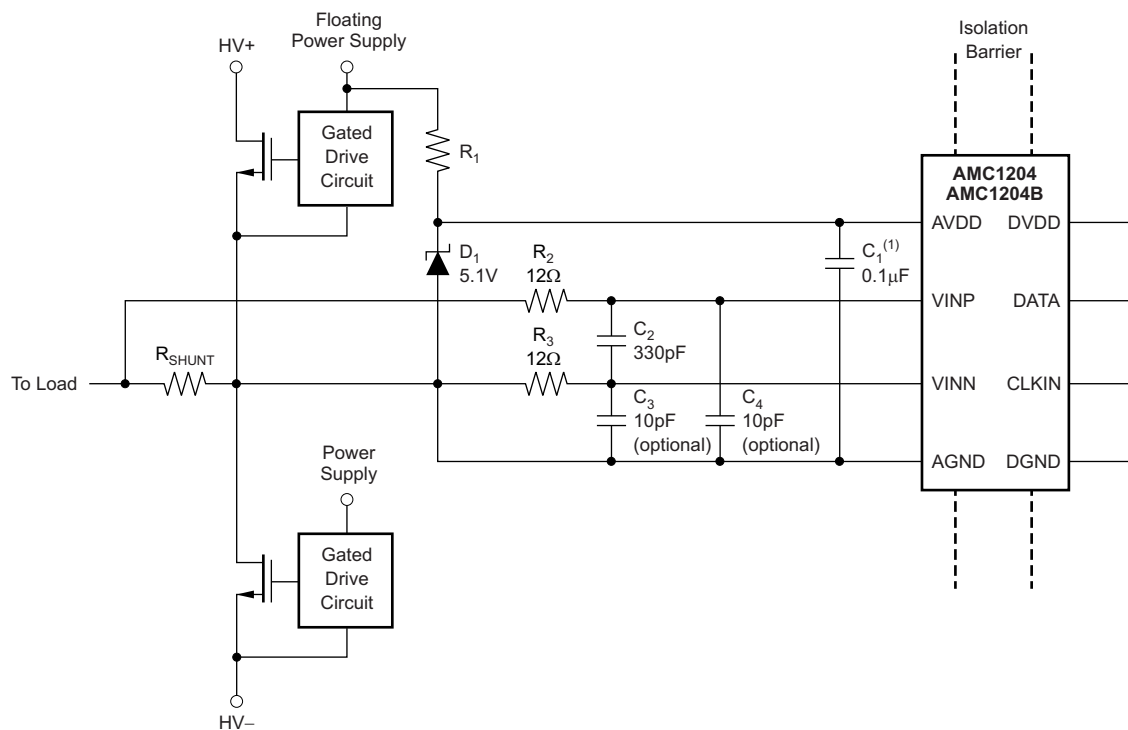 Floating
Power Supply
HV+
Isolation
Barrier
Gated
Drive
Circuit
R1
AMC1204
AMC1204B
AVDD DVDD
D1
5.1V
C1(1)
0.1μF
R2
12Ω
VINP DATA
C2
330pF
R3
12Ω
RSHUNT
To Load
VINN CLKIN
C3
10pF
(optional)
C4
10pF
(optional)
AGND DGND
Power
Supply
Gated
Drive
Circuit
HV−